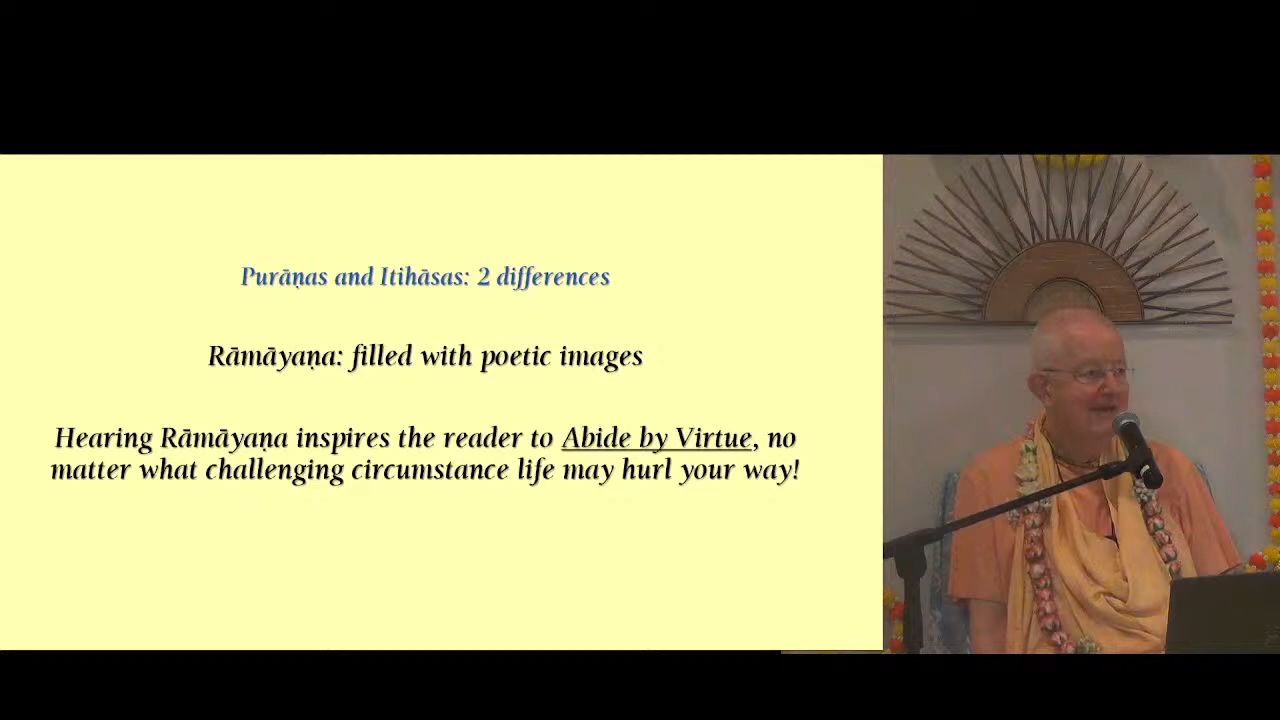 Purāṇas and Itihāsas: 2 differences
Rāmāyaṇa: filled with poetic images
Hearing Rāmāyaṇa inspires the reader to Abide by Virtue, no
matter what challenging circumstance life may hurl your way!